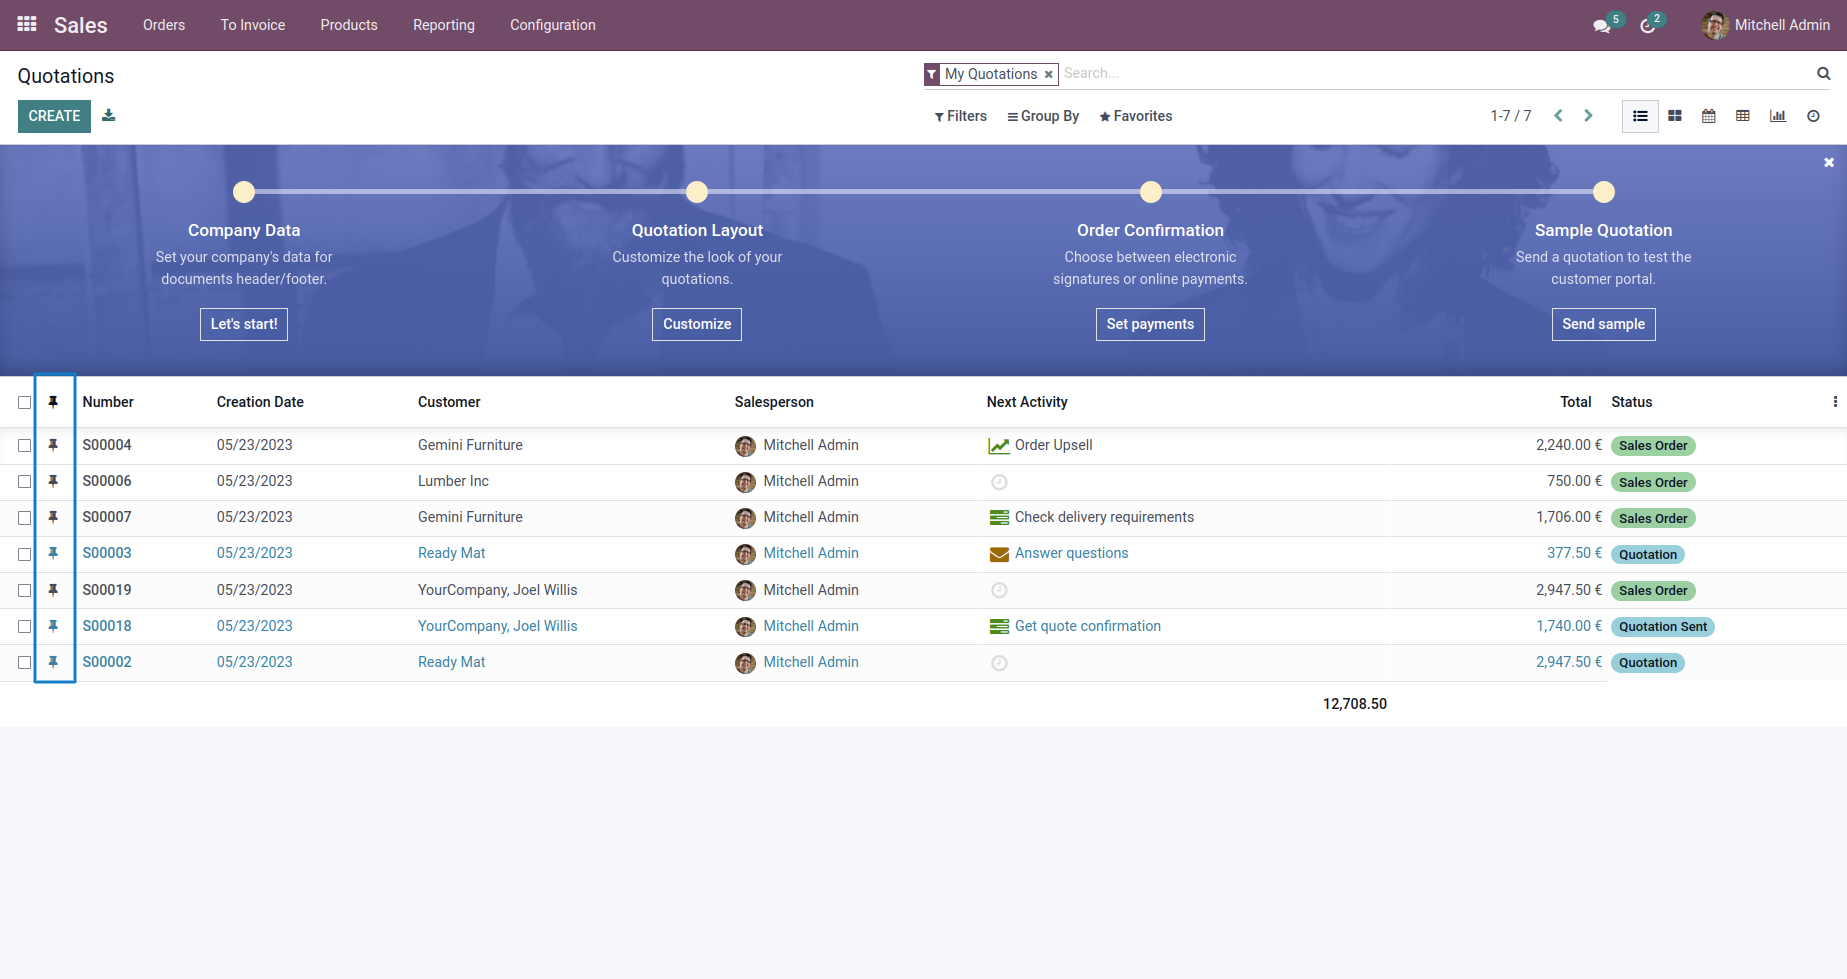 Sales Orders To Invoice Products Reporting Configuration 5 2 Mitchell Admin
Quotations My Quotations Search...
CREATE Filters Group By Favorites 1-7 / 7
Company Data Quotation Layout Order Confirmation Sample Quotation
Set your company's data for Customize the look of your Choose between electronic Send a quotation to test the
documents header/footer. quotations. signatures or online payments. customer portal.
Let's start! Customize Set payments Send sample
Number Creation Date Customer Salesperson Next Activity Total Status
S00004 05/23/2023 Gemini Furniture Mitchell Admin Order Upsell 2,240.00 € Sales Order
S00006 05/23/2023 Lumber Inc Mitchell Admin 750.00 € Sales Order
S00007 05/23/2023 Gemini Furniture Mitchell Admin Check delivery requirements 1,706.00 € Sales Order
S00003 05/23/2023 Ready Mat Mitchell Admin Answer questions 377.50 € Quotation
S00019 05/23/2023 YourCompany, Joel Willis Mitchell Admin 2,947.50 € Sales Order
S00018 05/23/2023 YourCompany, Joel Willis Mitchell Admin Get quote confirmation 1,740.00 € Quotation Sent
S00002 05/23/2023 Ready Mat Mitchell Admin 2,947.50 € Quotation
12,708.50